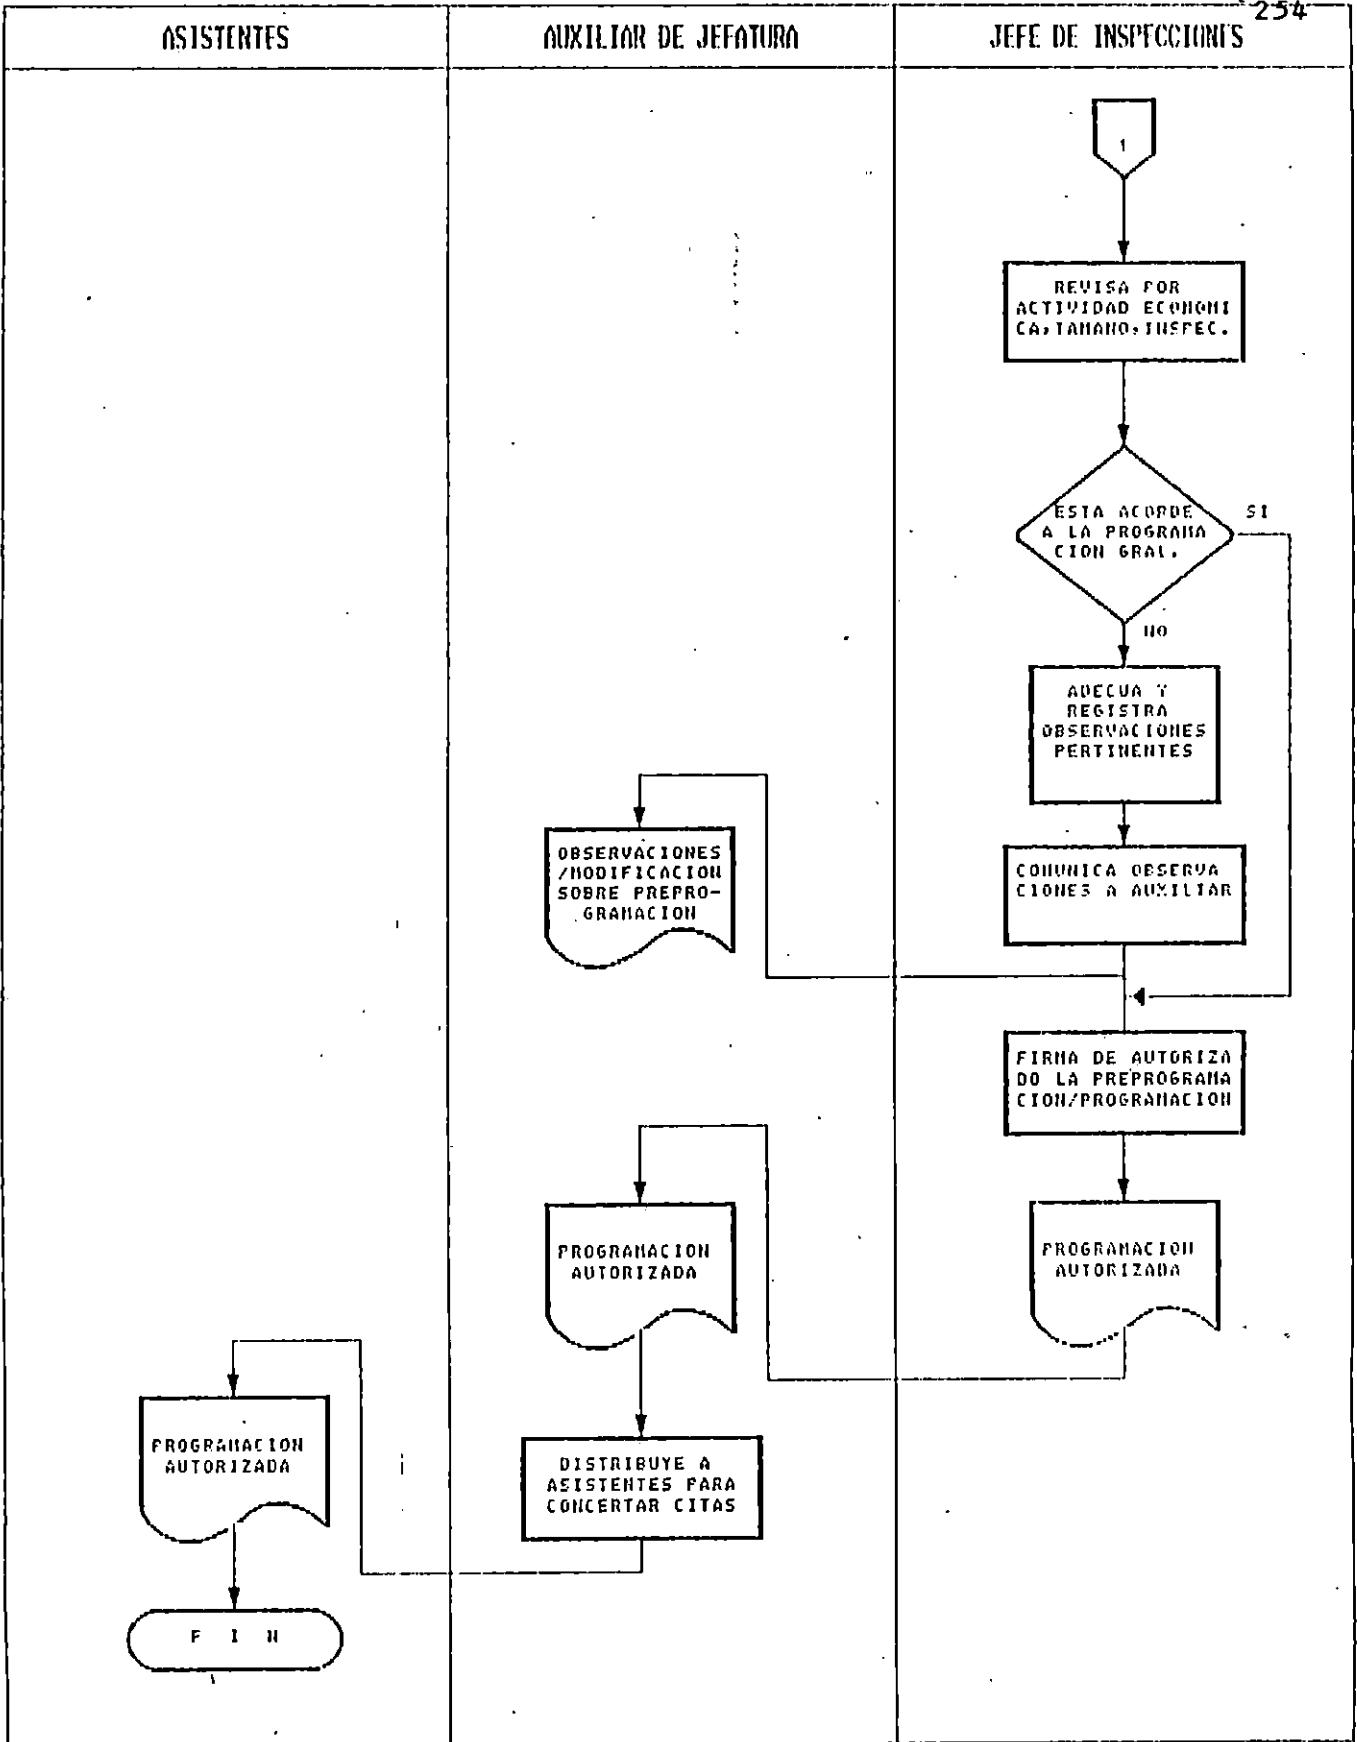 254
ASISTENTES
AUXILIAR DE JEFATURA
JEFE DE INSPECCIONES
1
REVISA POR
ACTIVIDAD ECONOMI
CA,TAMANO,INSPEC.
ESTA ACORDE
A LA PROGRAMA
CION GRAL.
SI
NO
ADECUA Y
REGISTRA
OBSERVACIONES
PERTINENTES
OBSERVACIONES
/MODIFICACION
SOBRE PREPRO-
GRAMACION
COMUNICA OBSERVA
CIONES A AUXILIAR
FIRMA DE AUTORIZA
DO LA PREPROGRAMA
CION/PROGRAMACION
PROGRAMACION
AUTORIZADA
PROGRAMACION
AUTORIZADA
PROGRAMACION
AUTORIZADA
DISTRIBUYE A
ASISTENTES PARA
CONCERTAR CITAS
F I N